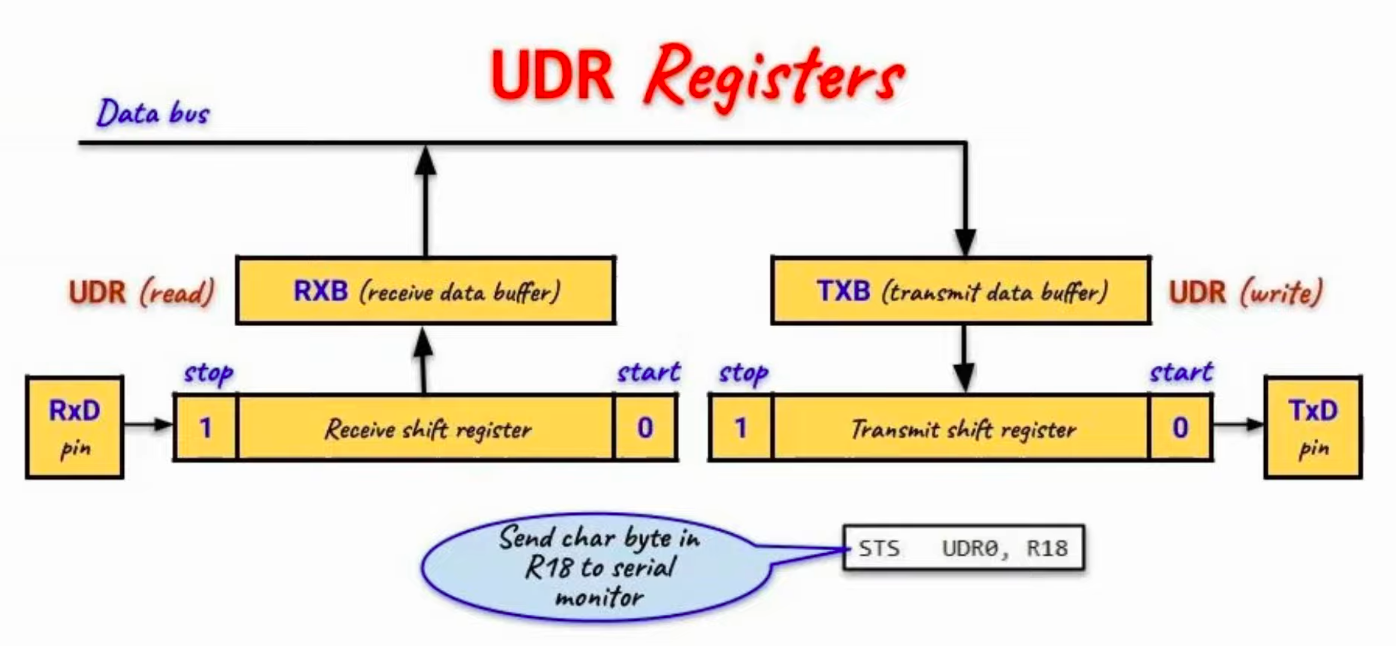 UDR Registers
Data bus
UDR (read)
RXB (receive data buffer)
TXB (transmit data buffer)
UDR (write)
stop
start
stop
start
RxD
pin
1
Receive shift register
0
1
Transmit shift register
0
TxD
pin
Send char byte in
R18 to serial
monitor
STS UDR0, R18